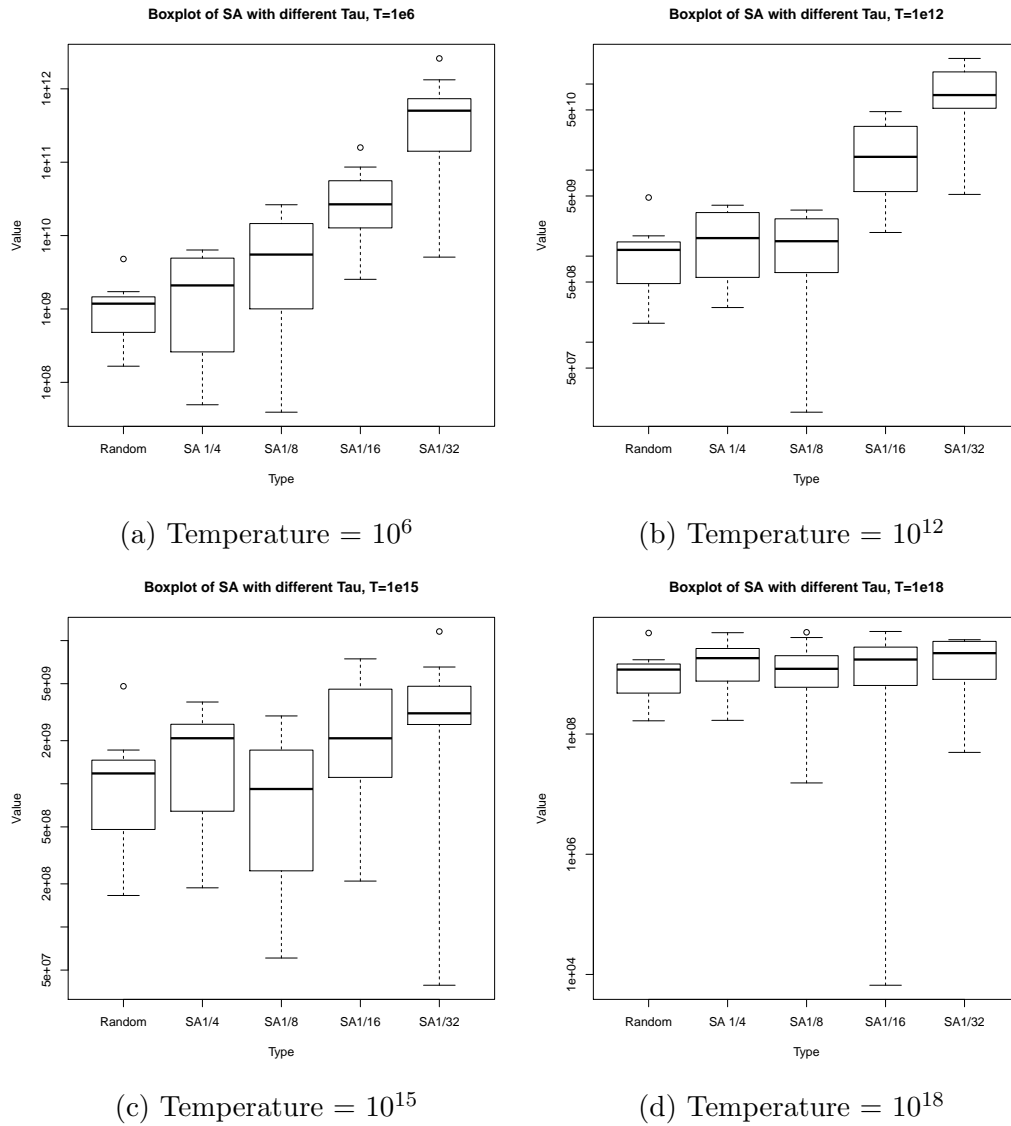 Boxplot of SA with different Tau, T=1e6
Value
1e+12
1e+11
1e+10
1e+09
1e+08
Random SA 1/4 SA1/8 SA1/16 SA1/32
Type
(a) Temperature = 10^6
Boxplot of SA with different Tau, T=1e12
Value
5e+10
5e+09
5e+08
5e+07
Random SA 1/4 SA1/8 SA1/16 SA1/32
Type
(b) Temperature = 10^12
Boxplot of SA with different Tau, T=1e15
Value
5e+09
2e+09
5e+08
2e+08
5e+07
Random SA1/4 SA1/8 SA1/16 SA1/32
Type
(c) Temperature = 10^15
Boxplot of SA with different Tau, T=1e18
Value
1e+08
1e+06
1e+04
Random SA 1/4 SA1/8 SA1/16 SA1/32
Type
(d) Temperature = 10^18